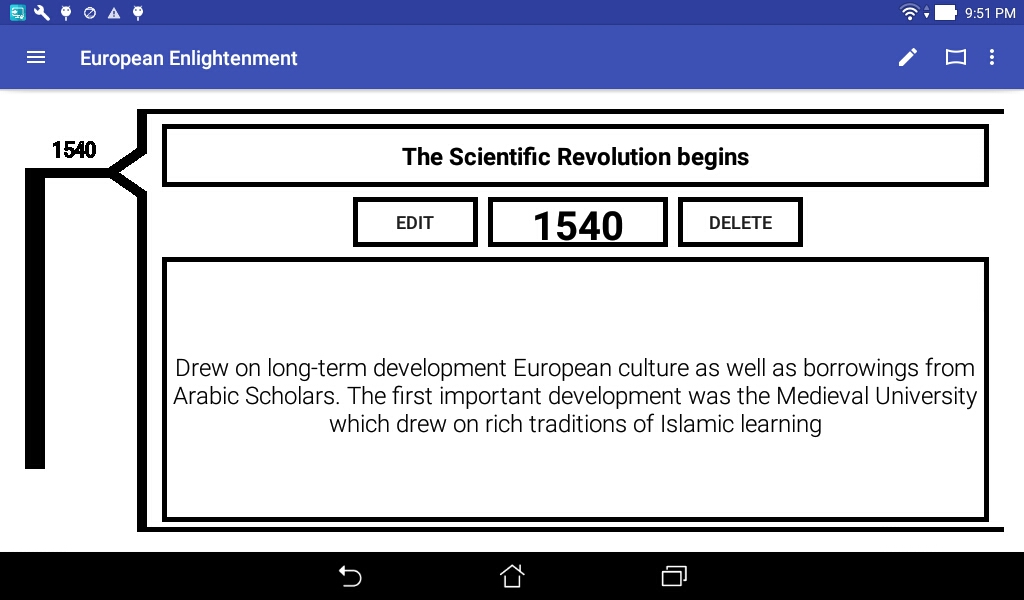 9:51 PM
European Enlightenment
1540
The Scientific Revolution begins
EDIT
1540
DELETE
Drew on long-term development European culture as well as borrowings from
Arabic Scholars. The first important development was the Medieval University
which drew on rich traditions of Islamic learning